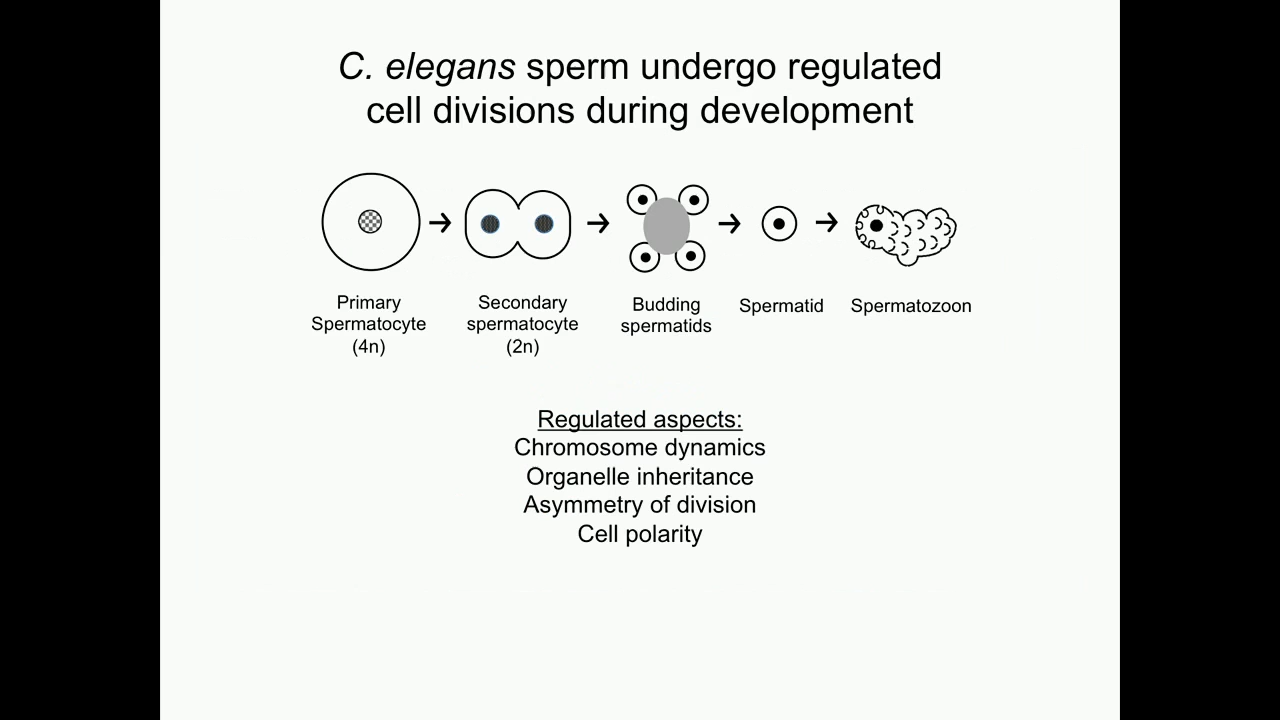 C. elegans sperm undergo regulated
cell divisions during development
Primary
Spermatocyte
(4n)
Secondary
spermatocyte
(2n)
Budding
spermatids
Spermatid
Spermatozoon
Regulated aspects:
Chromosome dynamics
Organelle inheritance
Asymmetry of division
Cell polarity